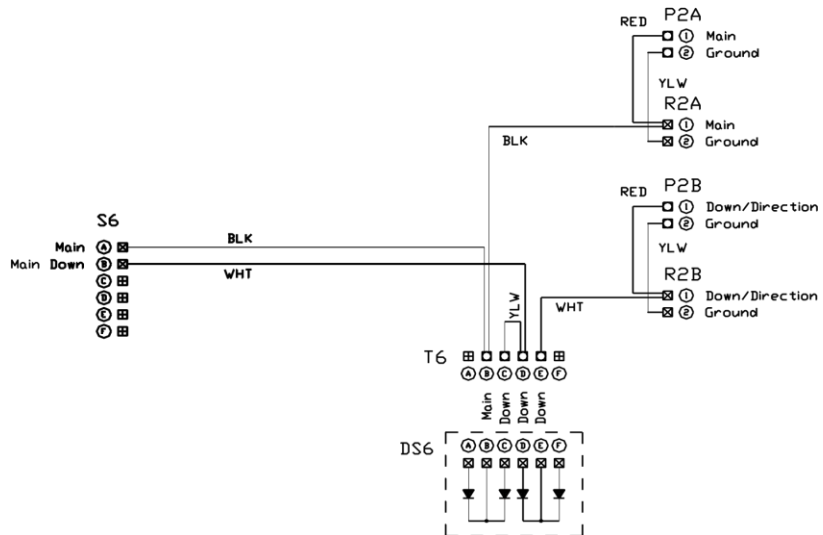 P2A
RED
1 Main
2 Ground
YLW
R2A
1 Main
BLK
2 Ground
P2B
RED
1 Down/Direction
2 Ground
YLW
R2B
1 Down/Direction
WHT
2 Ground
S6
Main A
BLK
Main Down B
WHT
C
D
E
F
YLW
T6
A B C D E F
Main Down Down Down
DS6
A B C D E F